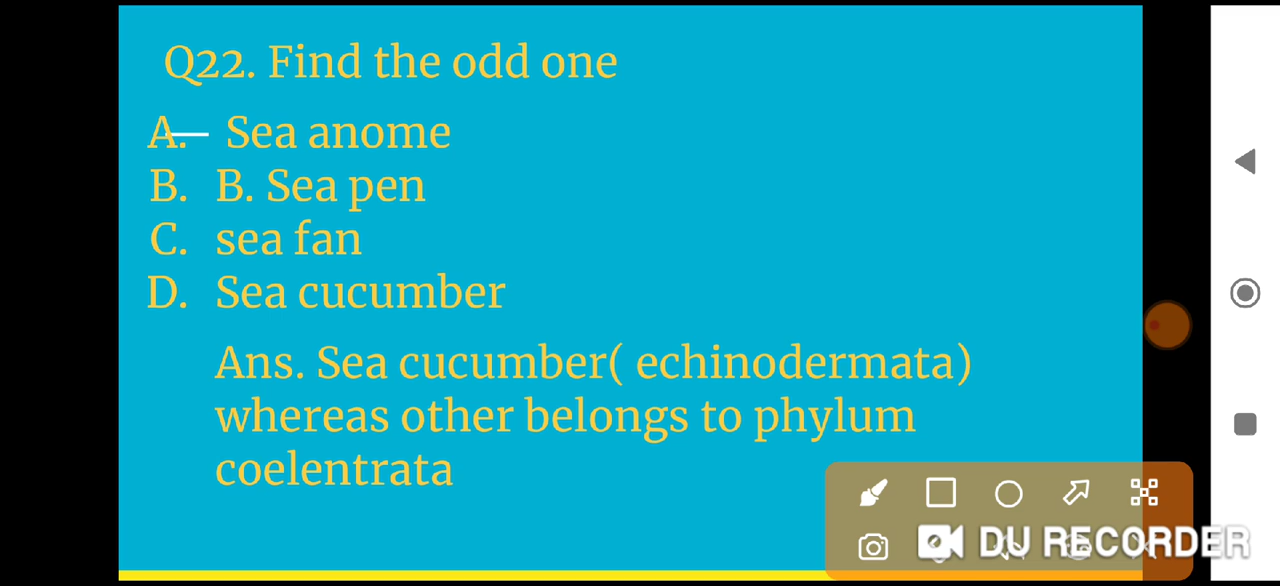 Q22. Find the odd one
A. Sea anome
B. B. Sea pen
C. sea fan
D. Sea cucumber
Ans. Sea cucumber( echinodermata)
whereas other belongs to phylum
coelentrata
DU RECORDER